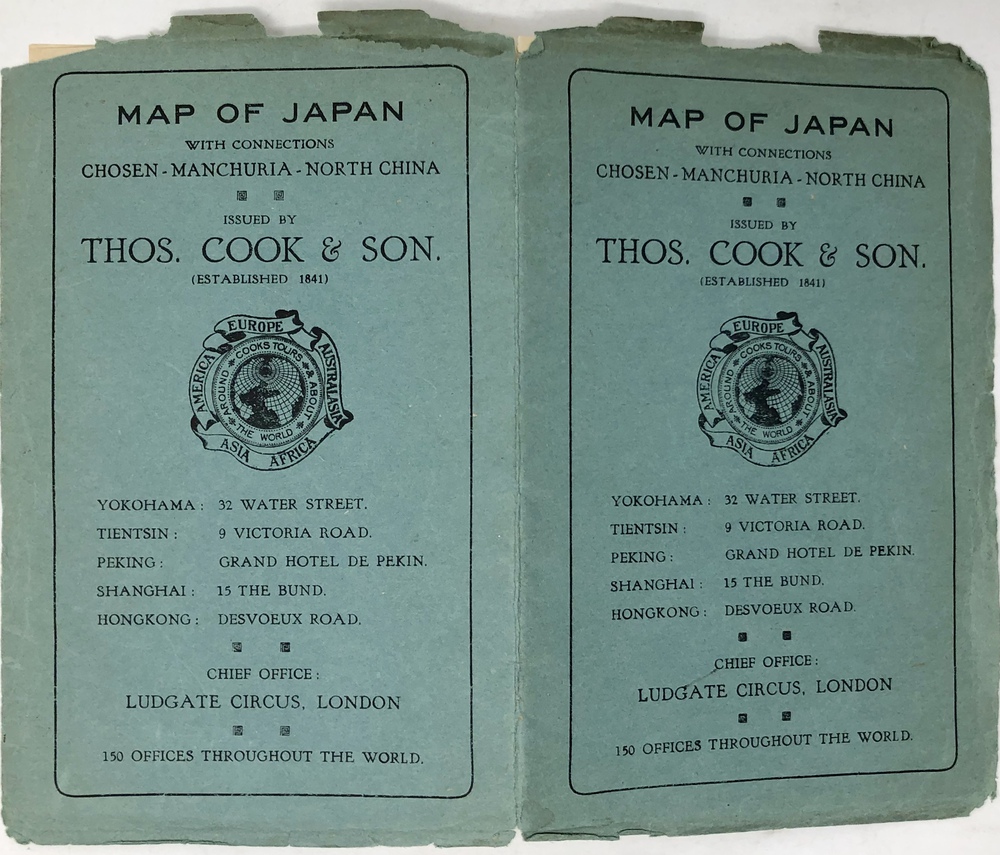 MAP OF JAPAN
WITH CONNECTIONS
CHOSEN - MANCHURIA - NORTH CHINA
ISSUED BY
THOS. COOK & SON.
(ESTABLISHED 1841)
EUROPE
AUSTRALASIA
AFRICA
ASIA
AMERICA
COOKS TOURS
& ABOUT
THE WORLD
AROUND
YOKOHAMA : 32 WATER STREET.
TIENTSIN : 9 VICTORIA ROAD.
PEKING : GRAND HOTEL DE PEKIN.
SHANGHAI : 15 THE BUND.
HONGKONG : DESVOEUX ROAD.
CHIEF OFFICE :
LUDGATE CIRCUS, LONDON
150 OFFICES THROUGHOUT THE WORLD.
MAP OF JAPAN
WITH CONNECTIONS
CHOSEN - MANCHURIA - NORTH CHINA
ISSUED BY
THOS. COOK & SON.
(ESTABLISHED 1841)
EUROPE
AUSTRALASIA
AFRICA
ASIA
AMERICA
COOKS TOURS
& ABOUT
THE WORLD
AROUND
YOKOHAMA : 32 WATER STREET.
TIENTSIN : 9 VICTORIA ROAD.
PEKING : GRAND HOTEL DE PEKIN.
SHANGHAI : 15 THE BUND.
HONGKONG : DESVOEUX ROAD.
CHIEF OFFICE :
LUDGATE CIRCUS, LONDON
150 OFFICES THROUGHOUT THE WORLD.